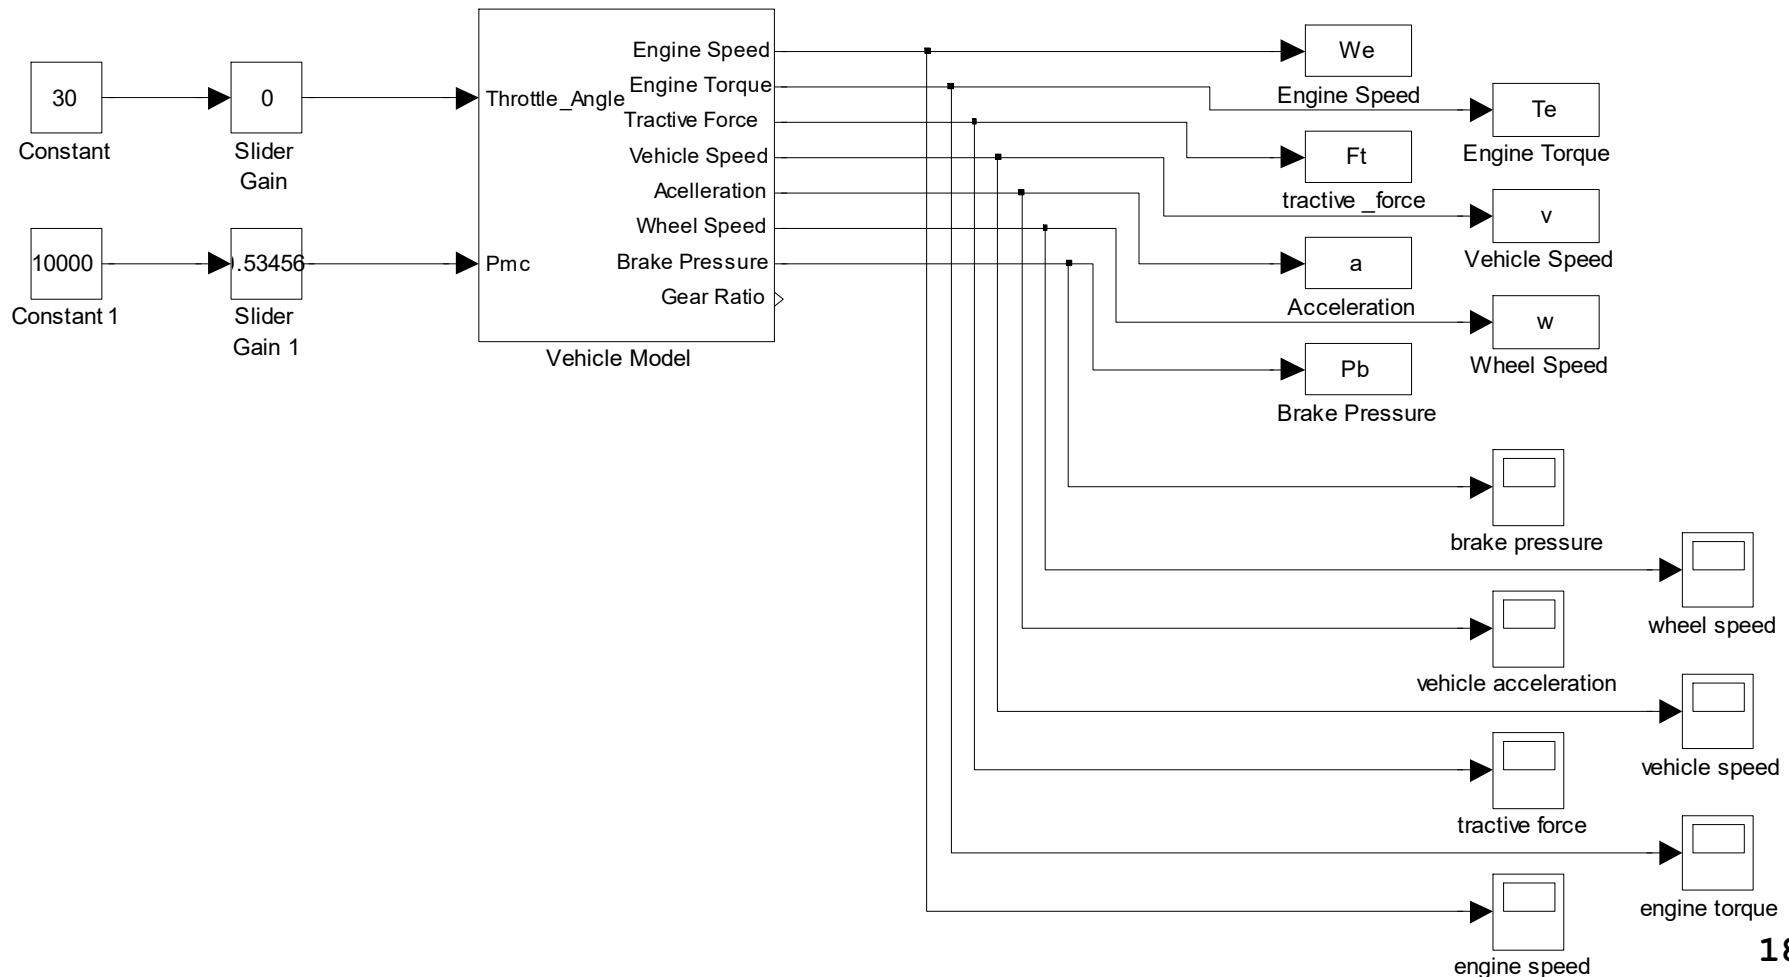 30
Constant
0
Slider
Gain
10000
Constant 1
.53456
Slider
Gain 1
Throttle_Angle
Pmc
Engine Speed
Engine Torque
Tractive Force
Vehicle Speed
Acelleration
Wheel Speed
Brake Pressure
Gear Ratio
Vehicle Model
We
Engine Speed
Te
Engine Torque
Ft
tractive _force
v
Vehicle Speed
a
Acceleration
w
Wheel Speed
Pb
Brake Pressure
brake pressure
wheel speed
vehicle acceleration
vehicle speed
tractive force
engine torque
engine speed